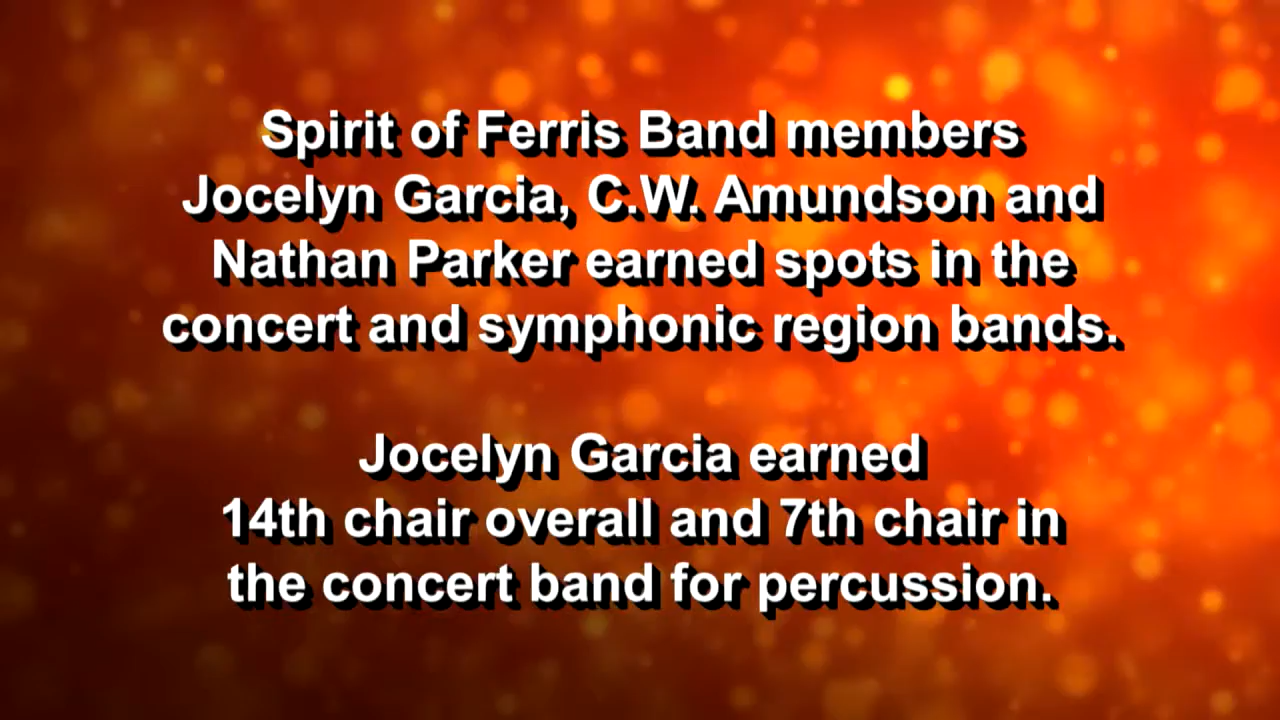 Spirit of Ferris Band members
Jocelyn Garcia, C.W. Amundson and
Nathan Parker earned spots in the
concert and symphonic region bands.
Jocelyn Garcia earned
14th chair overall and 7th chair in
the concert band for percussion.